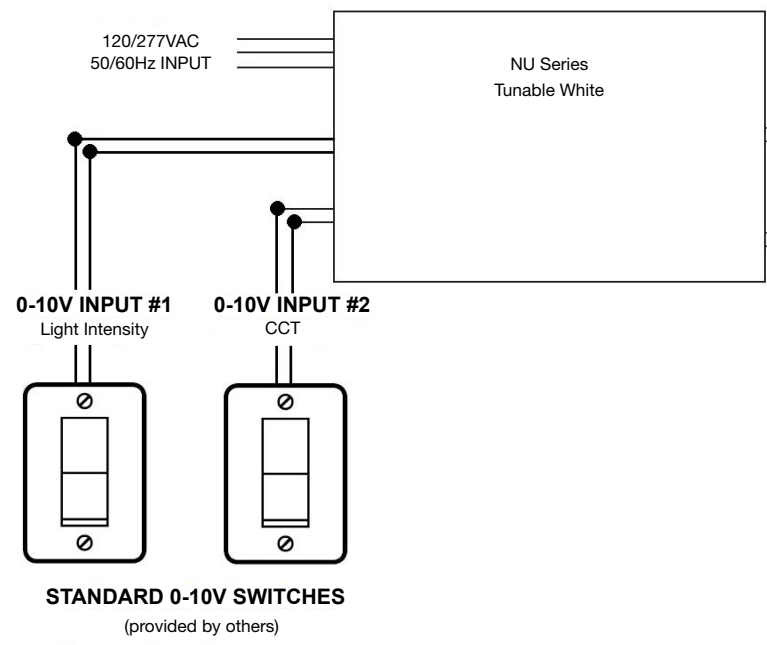 120/277VAC
50/60Hz INPUT
NU Series
Tunable White
0-10V INPUT #1
Light Intensity
0-10V INPUT #2
CCT
STANDARD 0-10V SWITCHES
(provided by others)